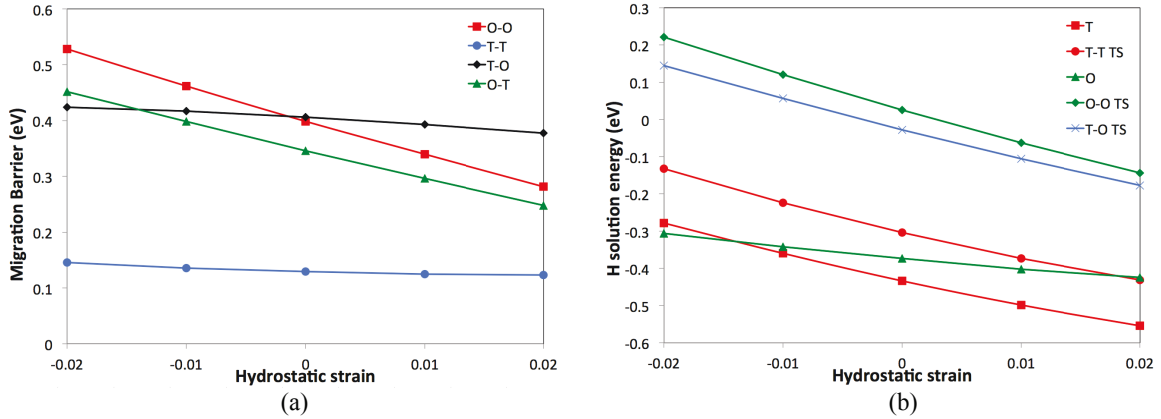 0.6
0.5
0.4
0.3
0.2
0.1
0
Migration Barrier (eV)
O-O
T-T
T-O
O-T
-0.02
-0.01
0
0.01
0.02
Hydrostatic strain
(a)
0.3
0.2
0.1
0
-0.1
-0.2
-0.3
-0.4
-0.5
-0.6
H solution energy (eV)
T
T-T TS
O
O-O TS
T-O TS
-0.02
-0.01
0
0.01
0.02
Hydrostatic strain
(b)